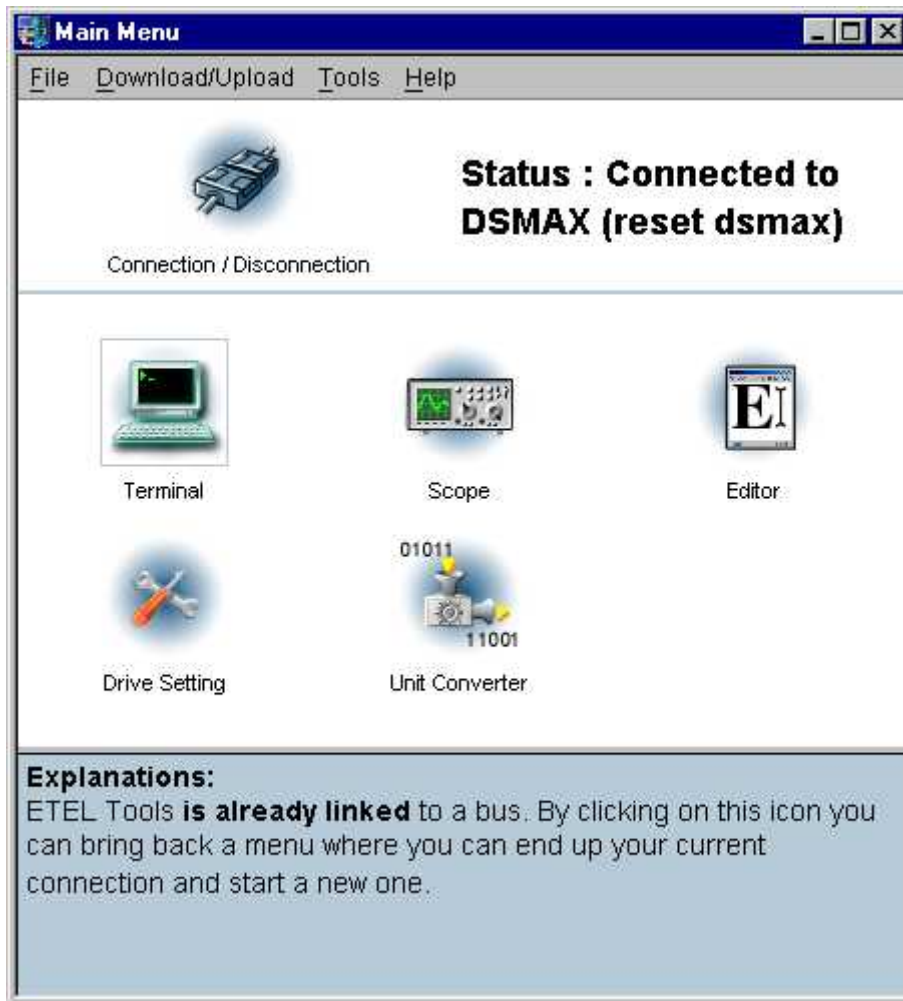 Main Menu
File Download/Upload Tools Help
Status : Connected to
DSMAX (reset dsmax)
Connection / Disconnection
Terminal
Scope
Editor
01011
11001
Drive Setting
Unit Converter
Explanations:
ETEL Tools is already linked to a bus. By clicking on this icon you
can bring back a menu where you can end up your current
connection and start a new one.